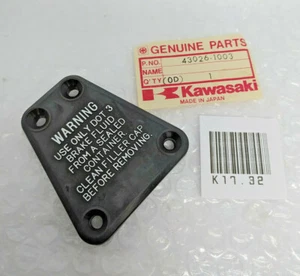 GENUINE PARTS
P.NO. 43026-1003
NAME
Q'TY (OD) 1
Kawasaki
MADE IN JAPAN
WARNING
USE ONLY DOT 3
BRAKE FLUID
FROM A SEALED
CONTAINER.
CLEAN FILLER CAP
BEFORE REMOVING.
K17.32